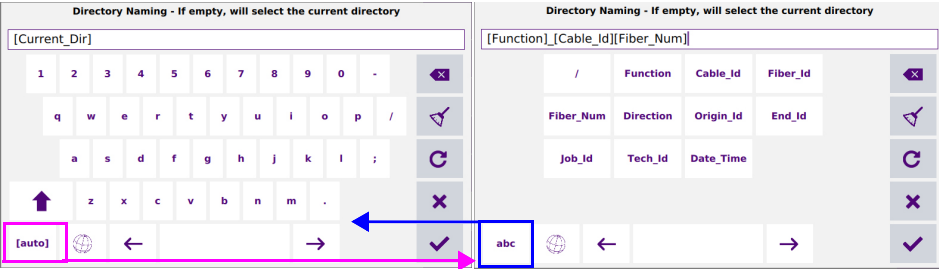 Directory Naming - If empty, will select the current directory
[Current_Dir]
1 2 3 4 5 6 7 8 9 0 -
q w e r t y u i o p /
a s d f g h j k l ;
z x c v b n m .
[auto]
Directory Naming - If empty, will select the current directory
[Function]_[Cable_Id][Fiber_Num]
/ Function Cable_Id Fiber_Id
Fiber_Num Direction Origin_Id End_Id
Job_Id Tech_Id Date_Time
abc